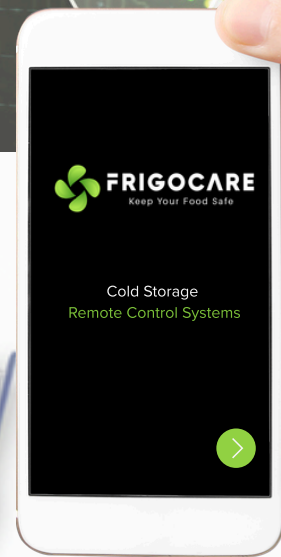 FRIGOCARE
Keep Your Food Safe
Cold Storage
Remote Control Systems